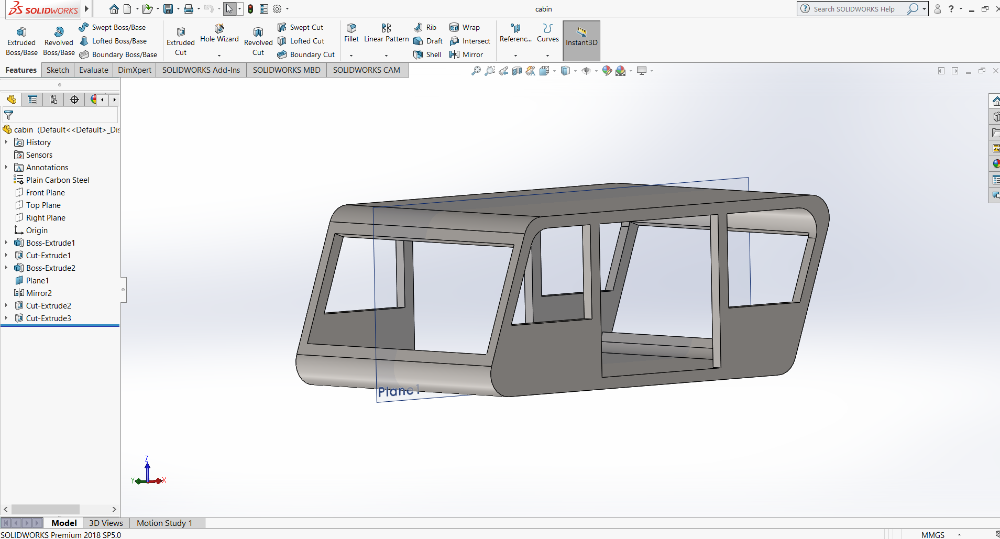 SOLIDWORKS
cabin
Search SOLIDWORKS Help
Extruded Boss/Base
Revolved Boss/Base
Swept Boss/Base
Lofted Boss/Base
Boundary Boss/Base
Extruded Cut
Hole Wizard
Revolved Cut
Swept Cut
Lofted Cut
Boundary Cut
Fillet
Linear Pattern
Rib
Draft
Shell
Wrap
Intersect
Mirror
Referenc...
Curves
Instant3D
Features
Sketch
Evaluate
DimXpert
SOLIDWORKS Add-Ins
SOLIDWORKS MBD
SOLIDWORKS CAM
cabin (Default<<Default>_Dis
History
Sensors
Annotations
Plain Carbon Steel
Front Plane
Top Plane
Right Plane
Origin
Boss-Extrude1
Cut-Extrude1
Boss-Extrude2
Plane1
Mirror2
Cut-Extrude2
Cut-Extrude3
Plane1
Z
Y
X
Model
3D Views
Motion Study 1
SOLIDWORKS Premium 2018 SP5.0
MMGS